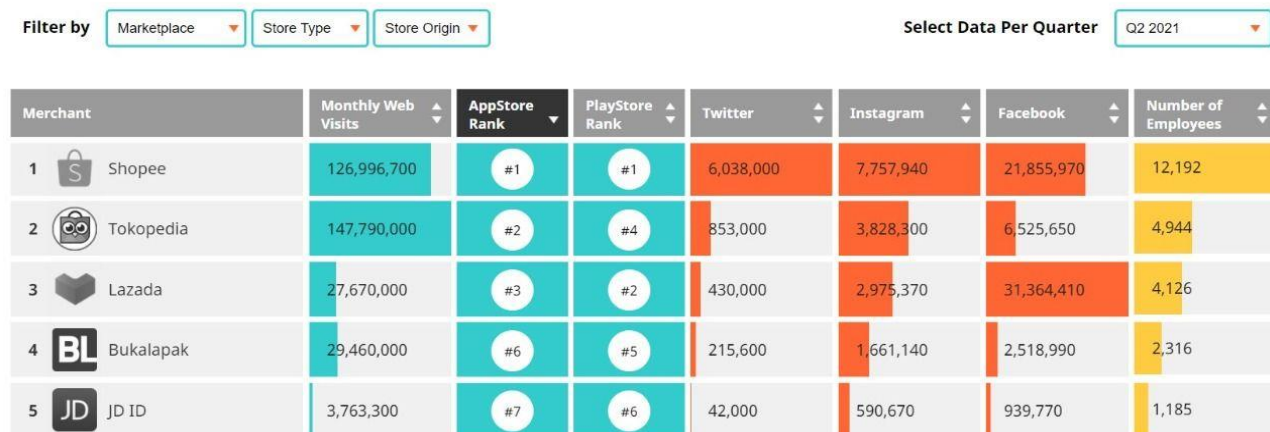 Filter by Marketplace Store Type Store Origin Select Data Per Quarter Q2 2021
Merchant Monthly Web Visits AppStore Rank PlayStore Rank Twitter Instagram Facebook Number of Employees
1 S Shopee 126,996,700 #1 #1 6,038,000 7,757,940 21,855,970 12,192
2 Tokopedia 147,790,000 #2 #4 853,000 3,828,300 6,525,650 4,944
3 Lazada 27,670,000 #3 #2 430,000 2,975,370 31,364,410 4,126
4 BL Bukalapak 29,460,000 #6 #5 215,600 1,661,140 2,518,990 2,316
5 JD JD ID 3,763,300 #7 #6 42,000 590,670 939,770 1,185